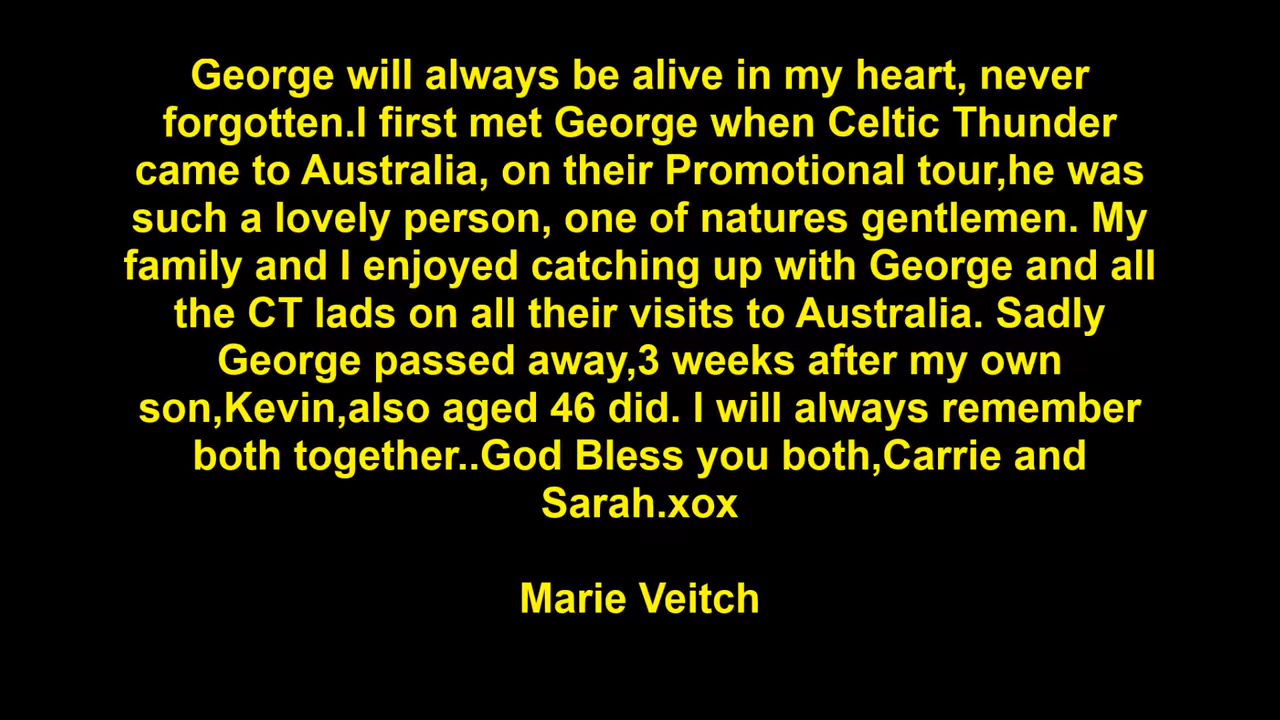 George will always be alive in my heart, never
forgotten.I first met George when Celtic Thunder
came to Australia, on their Promotional tour,he was
such a lovely person, one of natures gentlemen. My
family and I enjoyed catching up with George and all
the CT lads on all their visits to Australia. Sadly
George passed away,3 weeks after my own
son,Kevin,also aged 46 did. I will always remember
both together..God Bless you both,Carrie and
Sarah.xox
Marie Veitch